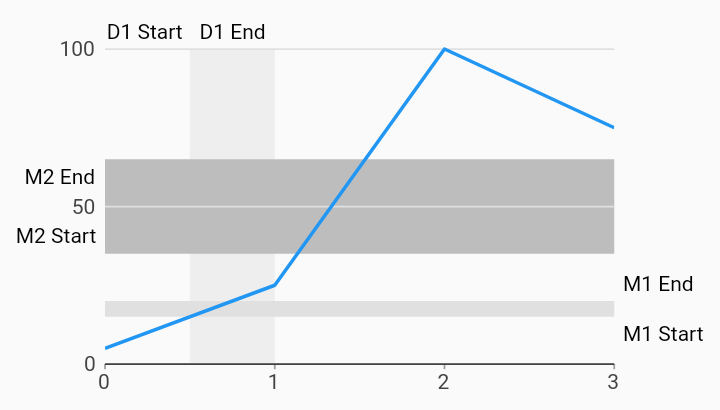 D1 Start D1 End
100
M2 End
50
M2 Start
M1 End
M1 Start
0
0 1 2 3